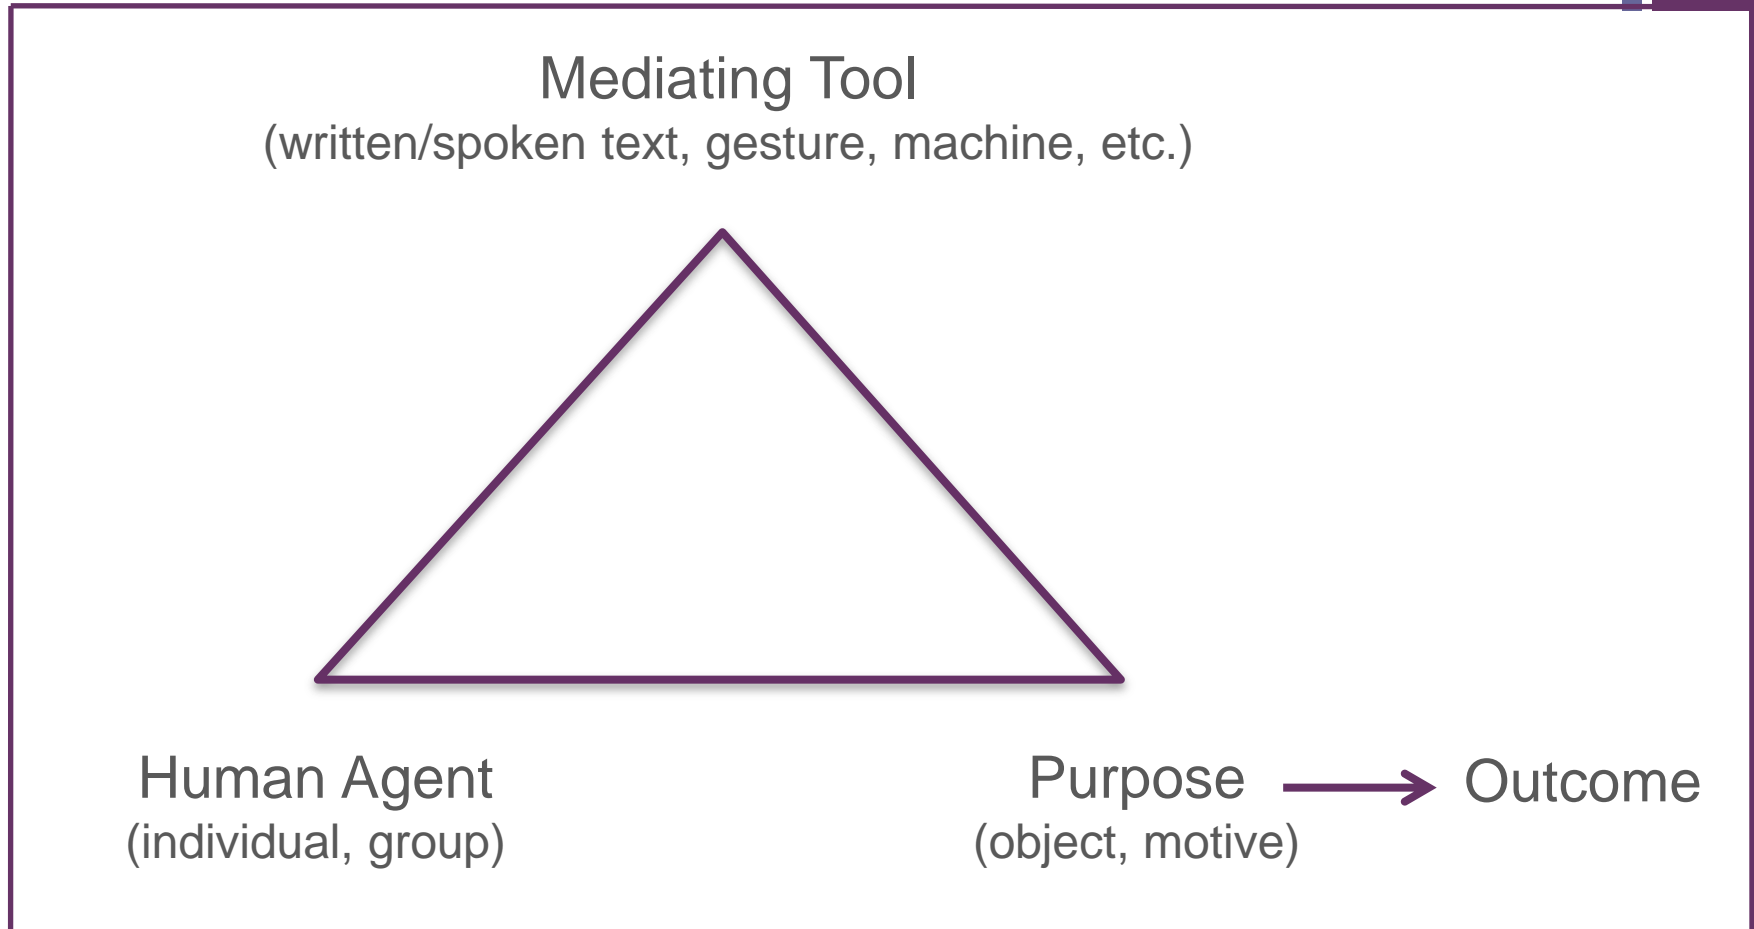 Mediating Tool
(written/spoken text, gesture, machine, etc.)
Human Agent
(individual, group)
Purpose
(object, motive)
Outcome